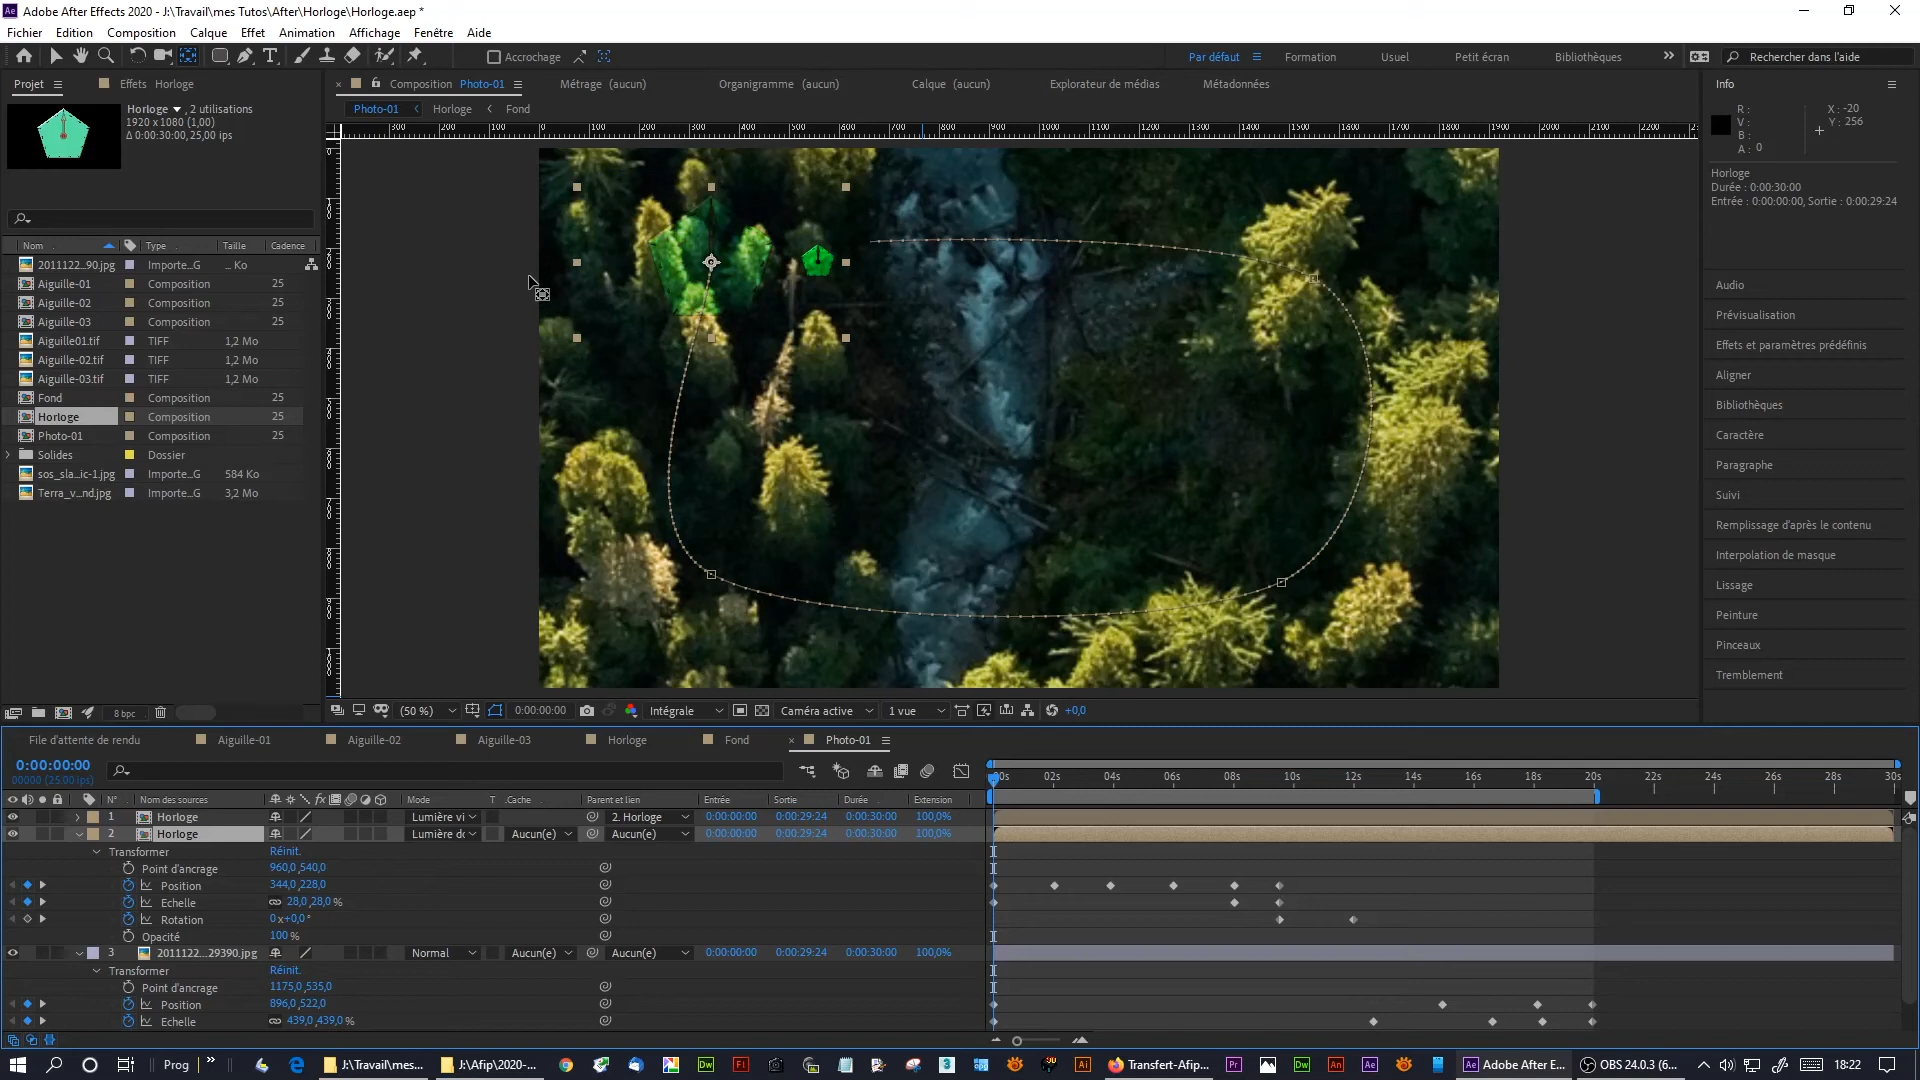 Adobe After Effects 2020 - J:\Travail\mes Tutos\After\Horloge\Horloge.aep *
Fichier Edition Composition Calque Effet Animation Affichage Fenêtre Aide
Accrochage Par défaut Formation Usuel Petit écran Bibliothèques Rechercher dans l'aide
Projet Effets Horloge
Composition Photo-01 Métrage (aucun) Organigramme (aucun) Calque (aucun) Explorateur de médias Métadonnées
Photo-01 Horloge Fond
Horloge, 2 utilisations
1920 x 1080 (1,00)
Δ 0:00:30:00, 25,00 ips
Nom Type Taille Cadence
2011122...90.jpg Importe...G ... Ko
Aiguille-01 Composition 25
Aiguille-02 Composition 25
Aiguille-03 Composition 25
Aiguille01.tif TIFF 1,2 Mo
Aiguille-02.tif TIFF 1,2 Mo
Aiguille-03.tif TIFF 1,2 Mo
Fond Composition 25
Horloge Composition 25
Photo-01 Composition 25
Solides Dossier
sos_sla...ic-1.jpg Importe...G 584 Ko
Terra_v...nd.jpg Importe...G 3,2 Mo
8 bpc
(50 %) 0:00:00:00 Intégrale Caméra active 1 vue +0,0
Info
R :
V :
B :
A : 0
X : -20
Y : 256
Horloge
Durée : 0:00:30:00
Entrée : 0:00:00:00, Sortie : 0:00:29:24
Audio
Prévisualisation
Effets et paramètres prédéfinis
Aligner
Bibliothèques
Caractère
Paragraphe
Suivi
Remplissage d'après le contenu
Interpolation de masque
Lissage
Peinture
Pinceaux
Tremblement
File d'attente de rendu Aiguille-01 Aiguille-02 Aiguille-03 Horloge Fond Photo-01
0:00:00:00
00000 (25.00 ips)
00s 02s 04s 06s 08s 10s 12s 14s 16s 18s 20s 22s 24s 26s 28s 30s
N° Nom des sources Mode T .Cache Parent et lien Entrée Sortie Durée Extension
1 Horloge Lumière vi 2. Horloge 0:00:00:00 0:00:29:24 0:00:30:00 100,0%
2 Horloge Lumière do Aucun(e) Aucun(e) 0:00:00:00 0:00:29:24 0:00:30:00 100,0%
Transformer Réinit.
Point d'ancrage 960,0,540,0
Position 344,0,228,0
Echelle 28,0,28,0 %
Rotation 0 x+0,0 °
Opacité 100 %
3 2011122...29390.jpg Normal Aucun(e) Aucun(e) 0:00:00:00 0:00:29:24 0:00:30:00 100,0%
Transformer Réinit.
Point d'ancrage 1175,0,535,0
Position 896,0,522,0
Echelle 439,0,439,0 %
Prog » J:\Travail\mes... J:\Afip\2020-... Transfert-Afip... Adobe After E... OBS 24.0.3 (6... 18:22